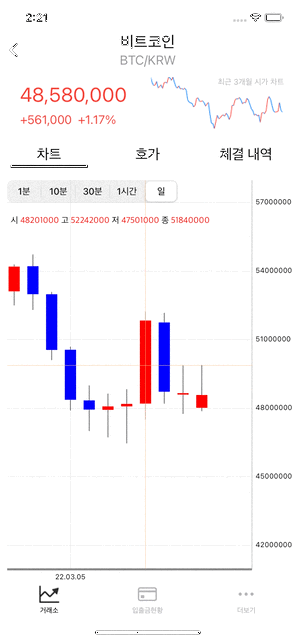 2:21
비트코인
BTC/KRW
최근 3개월 시가 차트
48,580,000
+561,000 +1.17%
차트 호가 체결 내역
1분 10분 30분 1시간 일
시 48201000 고 52242000 저 47501000 종 51840000
57000000
54000000
51000000
48000000
45000000
42000000
22.03.05
거래소 입출금현황 더보기